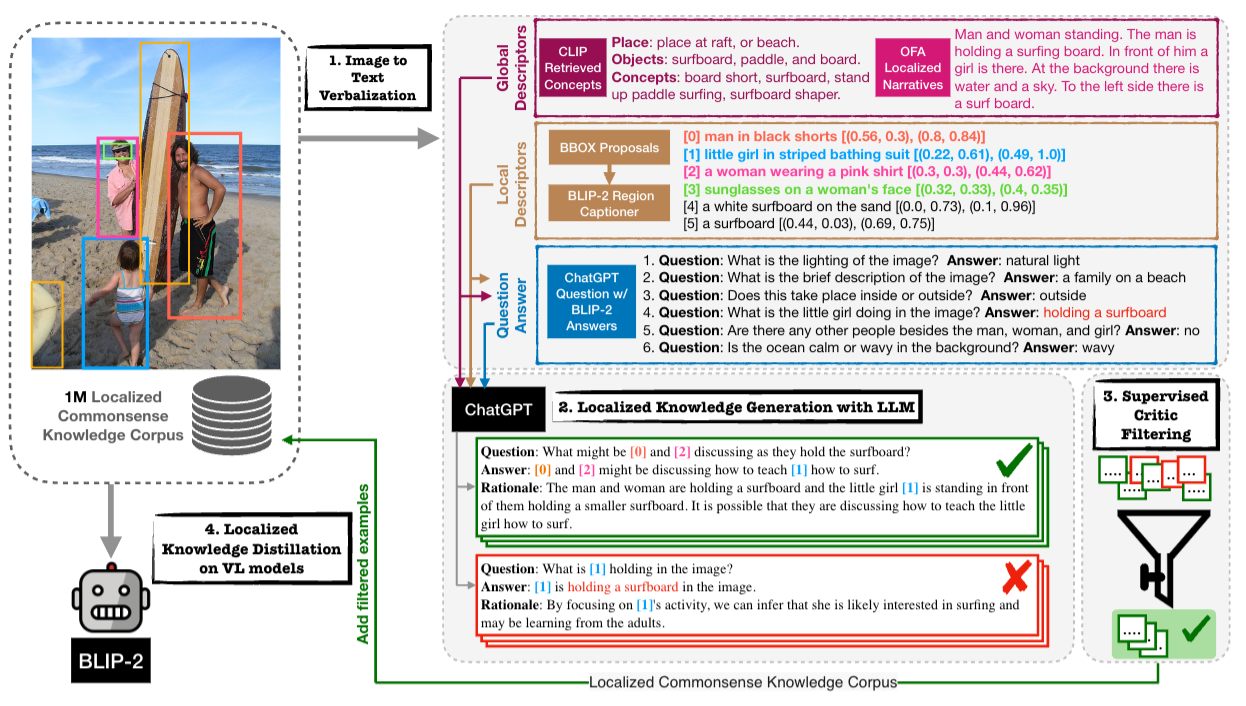 1. Image to
Text
Verbalization
1M Localized
Commonsense
Knowledge Corpus
Global
Descriptors
CLIP
Retrieved
Concepts
Place: place at raft, or beach.
Objects: surfboard, paddle, and board.
Concepts: board short, surfboard, stand
up paddle surfing, surfboard shaper.
OFA
Localized
Narratives
Man and woman standing. The man is
holding a surfing board. In front of him a
girl is there. At the background there is
water and a sky. To the left side there is
a surf board.
Local
Descriptors
BBOX Proposals
BLIP-2 Region
Captioner
[0] man in black shorts [(0.56, 0.3), (0.8, 0.84)]
[1] little girl in striped bathing suit [(0.22, 0.61), (0.49, 1.0)]
[2] a woman wearing a pink shirt [(0.3, 0.3), (0.44, 0.62)]
[3] sunglasses on a woman's face [(0.32, 0.33), (0.4, 0.35)]
[4] a white surfboard on the sand [(0.0, 0.73), (0.1, 0.96)]
[5] a surfboard [(0.44, 0.03), (0.69, 0.75)]
Question
Answer
ChatGPT
Question w/
BLIP-2
Answers
1. Question: What is the lighting of the image? Answer: natural light
2. Question: What is the brief description of the image? Answer: a family on a beach
3. Question: Does this take place inside or outside? Answer: outside
4. Question: What is the little girl doing in the image? Answer: holding a surfboard
5. Question: Are there any other people besides the man, woman, and girl? Answer: no
6. Question: Is the ocean calm or wavy in the background? Answer: wavy
ChatGPT
2. Localized Knowledge Generation with LLM
Question: What might be [0] and [2] discussing as they hold the surfboard?
Answer: [0] and [2] might be discussing how to teach [1] how to surf.
Rationale: The man and woman are holding a surfboard and the little girl [1] is standing in front
of them holding a smaller surfboard. It is possible that they are discussing how to teach the little
girl how to surf.
Question: What is [1] holding in the image?
Answer: [1] is holding a surfboard in the image.
Rationale: By focusing on [1]'s activity, we can infer that she is likely interested in surfing and
may be learning from the adults.
3. Supervised
Critic
Filtering
....
...
...
...
...
...
...
....
...
...
Localized Commonsense Knowledge Corpus
Add filtered examples
4. Localized
Knowledge Distillation
on VL models
BLIP-2